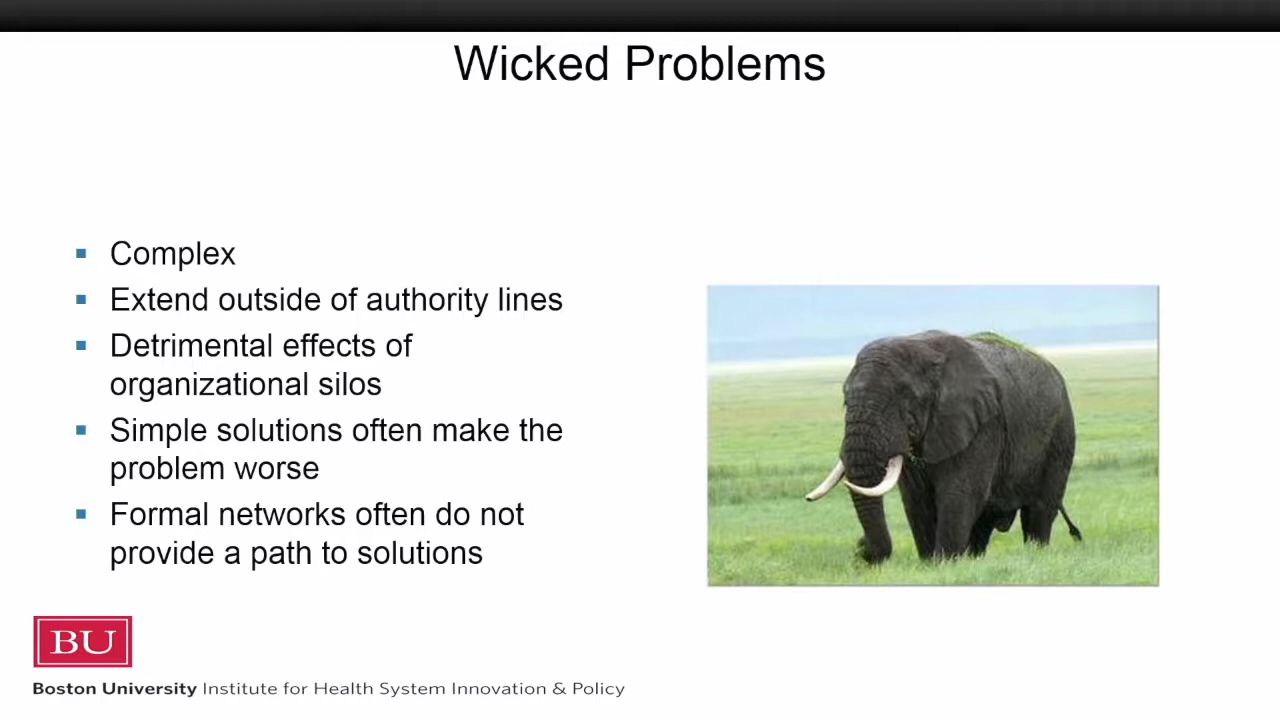 Wicked Problems
Complex
Extend outside of authority lines
Detrimental effects of
organizational silos
Simple solutions often make the
problem worse
Formal networks often do not
provide a path to solutions
BU
Boston University Institute for Health System Innovation & Policy